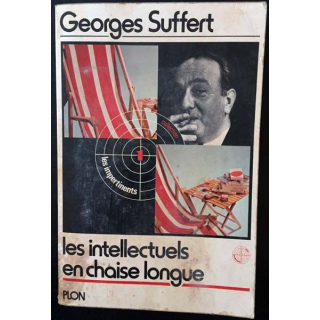 Georges Suffert
les impertinents
les intellectuels
en chaise longue
PLON